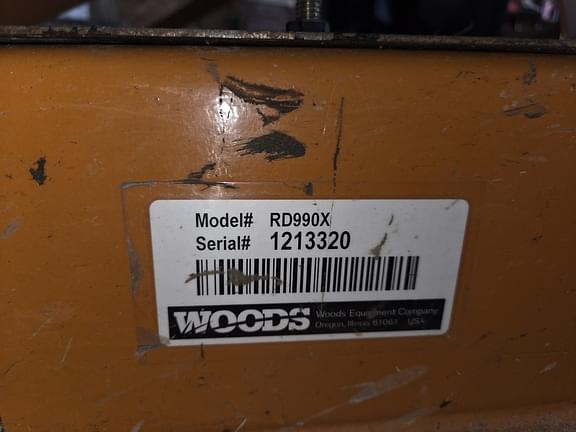 Model# RD990X
Serial# 1213320
WOODS
Woods Equipment Company
Oregon, Illinois 61061 USA